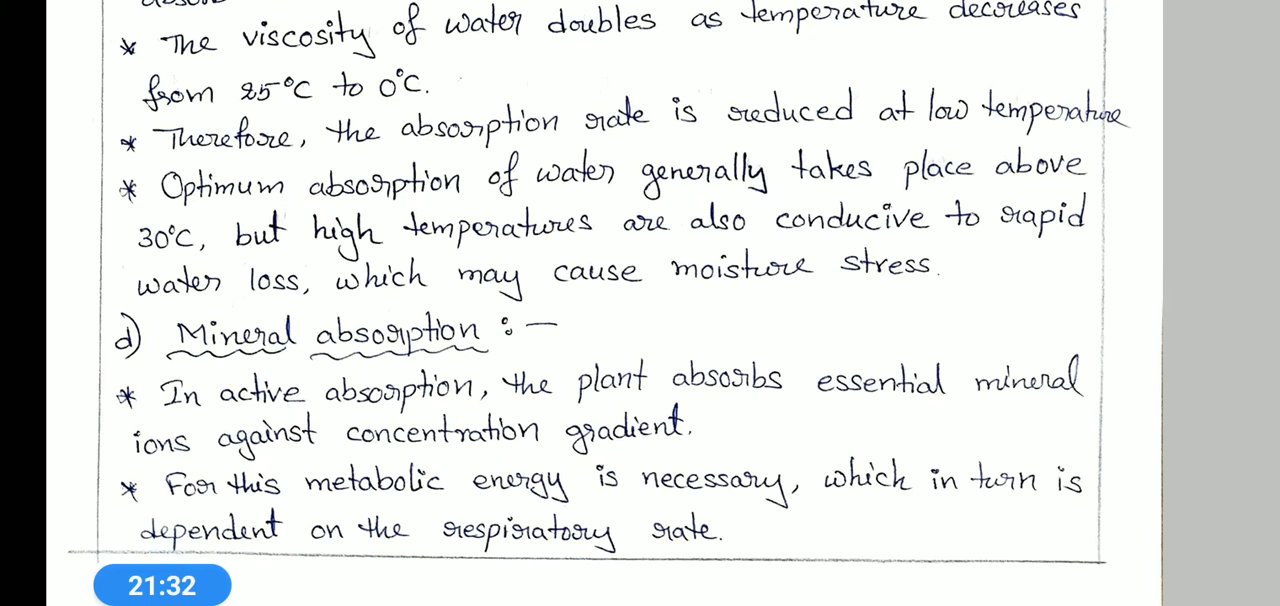 * The viscosity of water doubles as temperature decreases
from 25°C to 0°C.
* Therefore, the absorption rate is reduced at low temperature
* Optimum absorption of water generally takes place above
30°C, but high temperatures are also conducive to rapid
water loss, which may cause moisture stress.
d) Mineral absorption :-
* In active absorption, the plant absorbs essential mineral
ions against concentration gradient.
* For this metabolic energy is necessary, which in turn is
dependent on the respiratory rate.
21:32